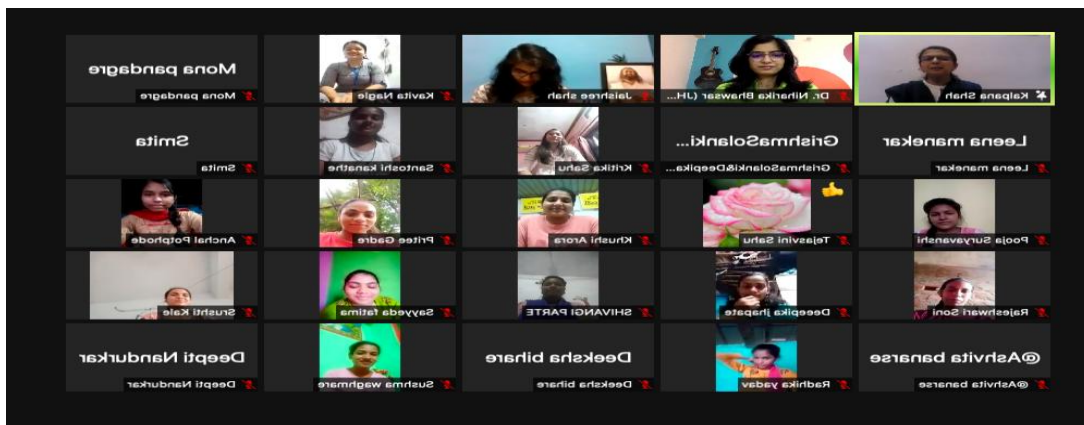 Kalpana Shah
Dr. Niharika Bhawsar (JH...
Jaishree shah
Kavita Nagle
Mona pandagre
Mona pandagre
Leena manekar
Leena manekar
GrishmaSolanki...
GrishmaSolanki&Deepika...
Kritika Sahu
Santoshi kanathe
Smita
Smita
Pooja Suryavanshi
Tejasvini Sahu
Khushi Arora
Pritee Gadre
Anchal Potphode
Rajeshwari Soni
Deeepika jhapate
SHIVANGI PARTE
Sayyeda fatima
Srushti Kale
@Ashvita banarse
@Ashvita banarse
Radhika yadav
Deeksha bihare
Deeksha bihare
Sushma waghmare
Deepti Nandurkar
Deepti Nandurkar